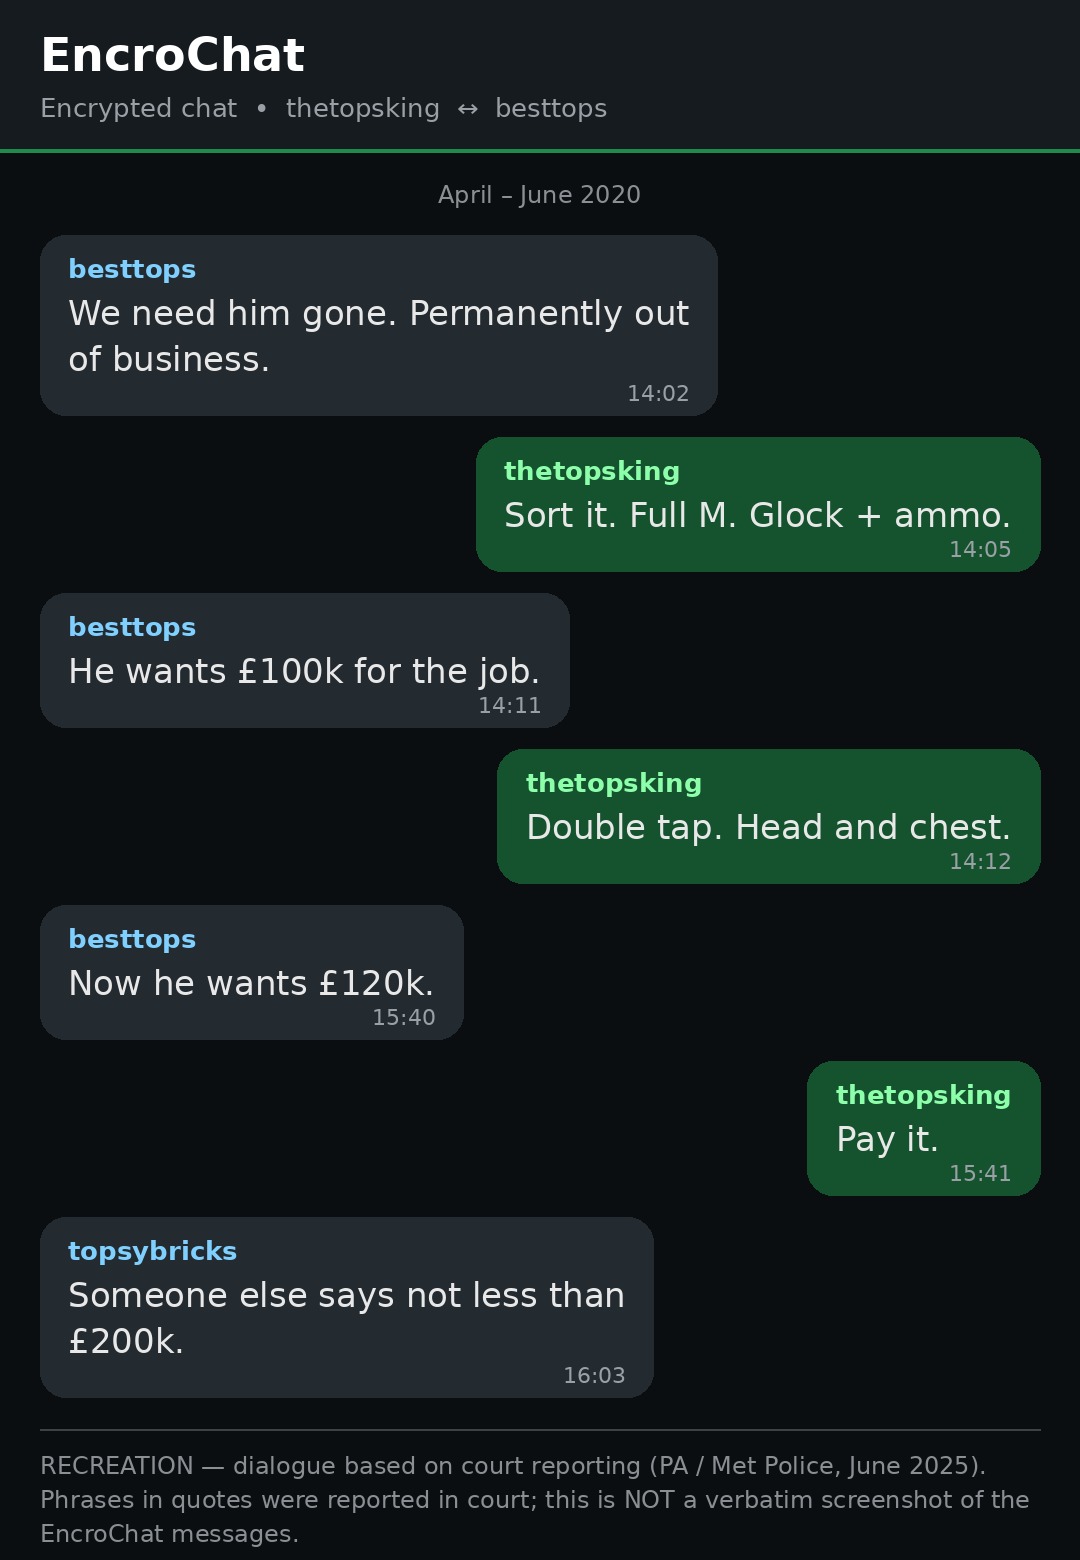 EncroChat
Encrypted chat • thetopsking ↔ besttops
April – June 2020
besttops
We need him gone. Permanently out
of business.
14:02
thetopsking
Sort it. Full M. Glock + ammo.
14:05
besttops
He wants £100k for the job.
14:11
thetopsking
Double tap. Head and chest.
14:12
besttops
Now he wants £120k.
15:40
thetopsking
Pay it.
15:41
topsybricks
Someone else says not less than
£200k.
16:03
RECREATION — dialogue based on court reporting (PA / Met Police, June 2025).
Phrases in quotes were reported in court; this is NOT a verbatim screenshot of the
EncroChat messages.